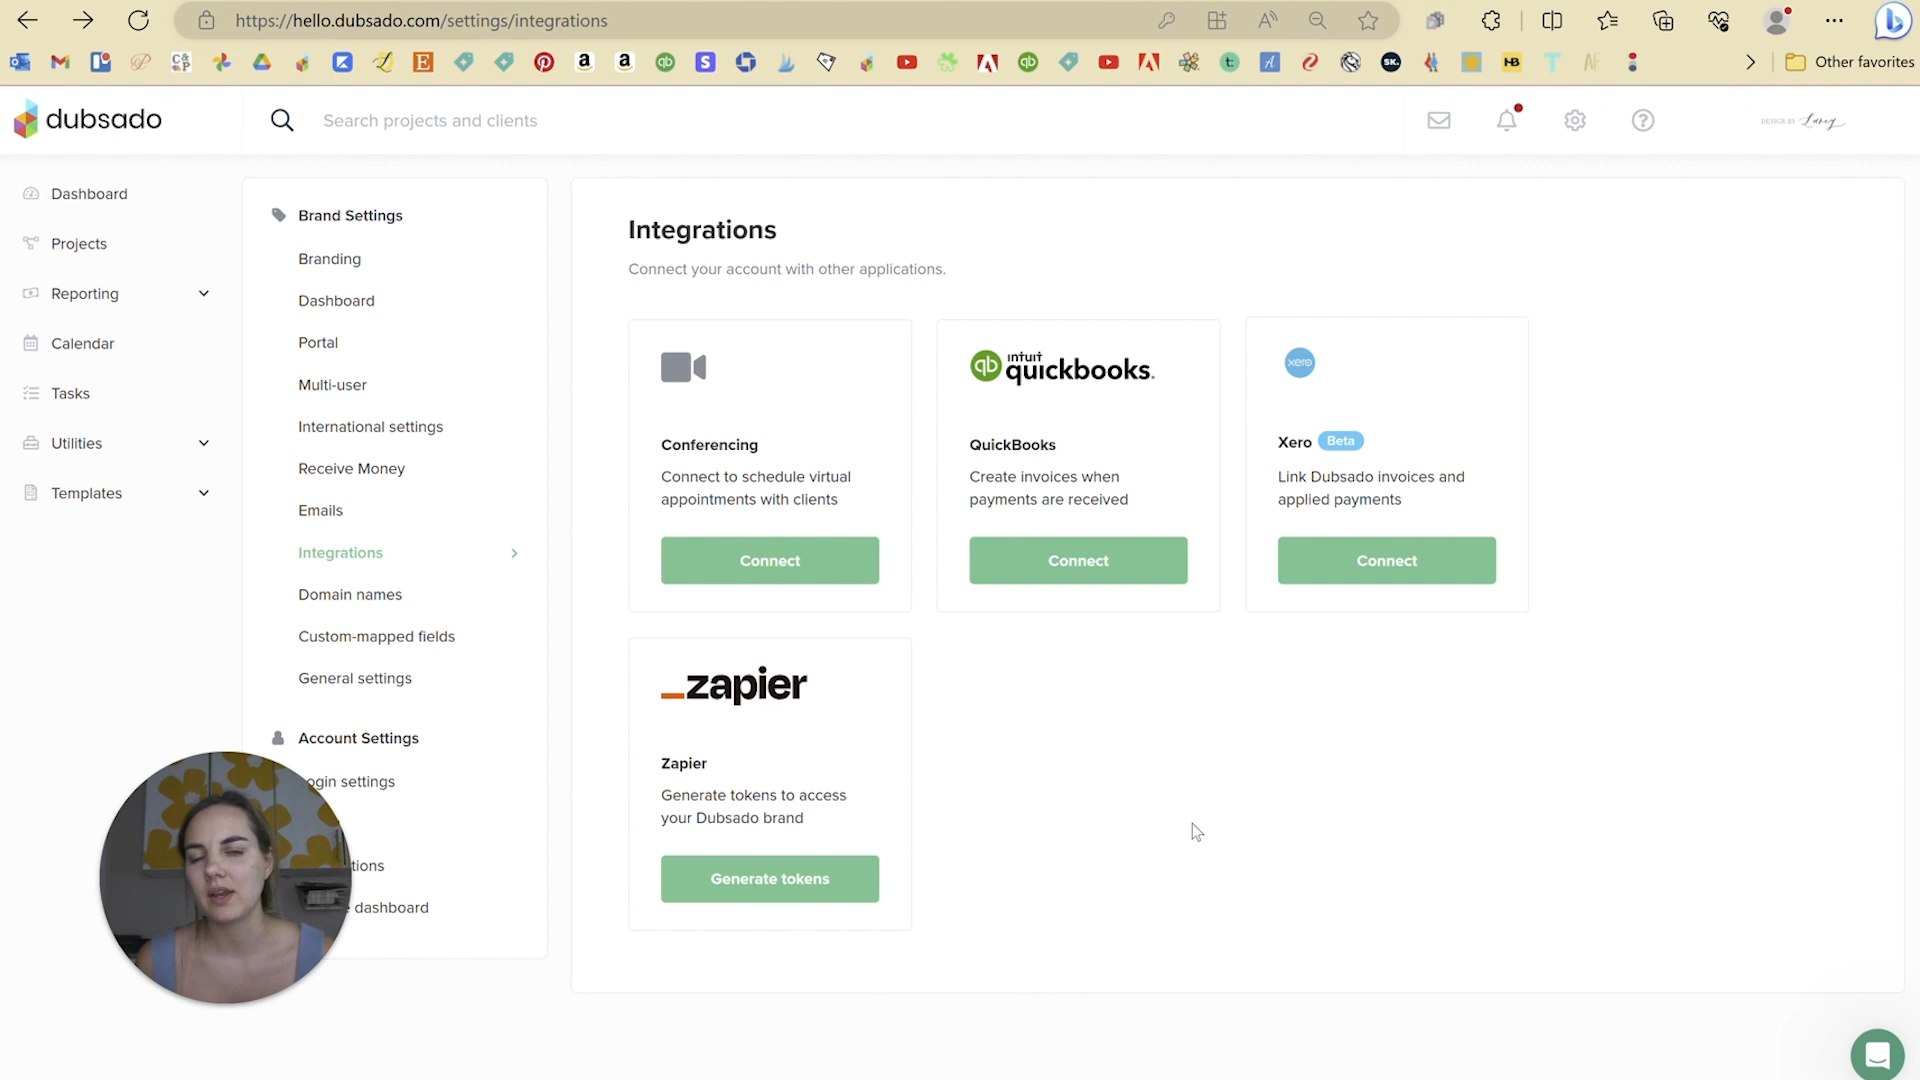 https://hello.dubsado.com/settings/integrations
Other favorites
dubsado
Search projects and clients
DESIGN BY Laney
Dashboard
Projects
Reporting
Calendar
Tasks
Utilities
Templates
Brand Settings
Branding
Dashboard
Portal
Multi-user
International settings
Receive Money
Emails
Integrations
Domain names
Custom-mapped fields
General settings
Account Settings
ogin settings
tions
dashboard
Integrations
Connect your account with other applications.
Conferencing
Connect to schedule virtual
appointments with clients
Connect
qb intuit quickbooks.
QuickBooks
Create invoices when
payments are received
Connect
xero
Xero Beta
Link Dubsado invoices and
applied payments
Connect
zapier
Zapier
Generate tokens to access
your Dubsado brand
Generate tokens